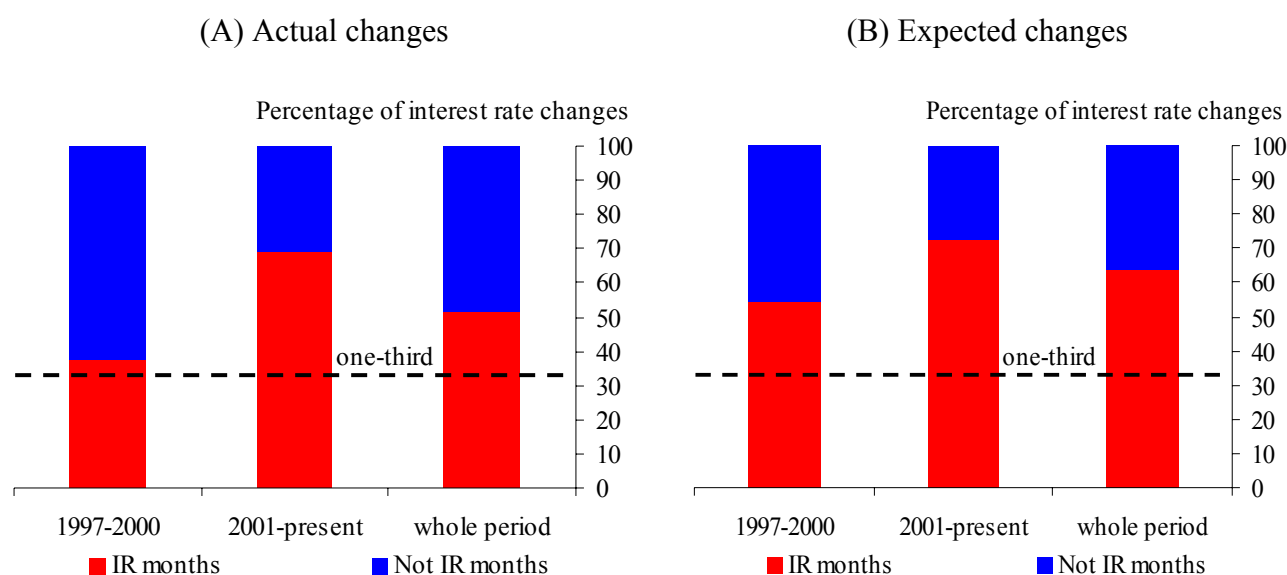 (A) Actual changes
Percentage of interest rate changes
100
90
80
70
60
50
40
30
20
10
0
one-third
1997-2000 2001-present whole period
IR months Not IR months
(B) Expected changes
Percentage of interest rate changes
100
90
80
70
60
50
40
30
20
10
0
one-third
1997-2000 2001-present whole period
IR months Not IR months